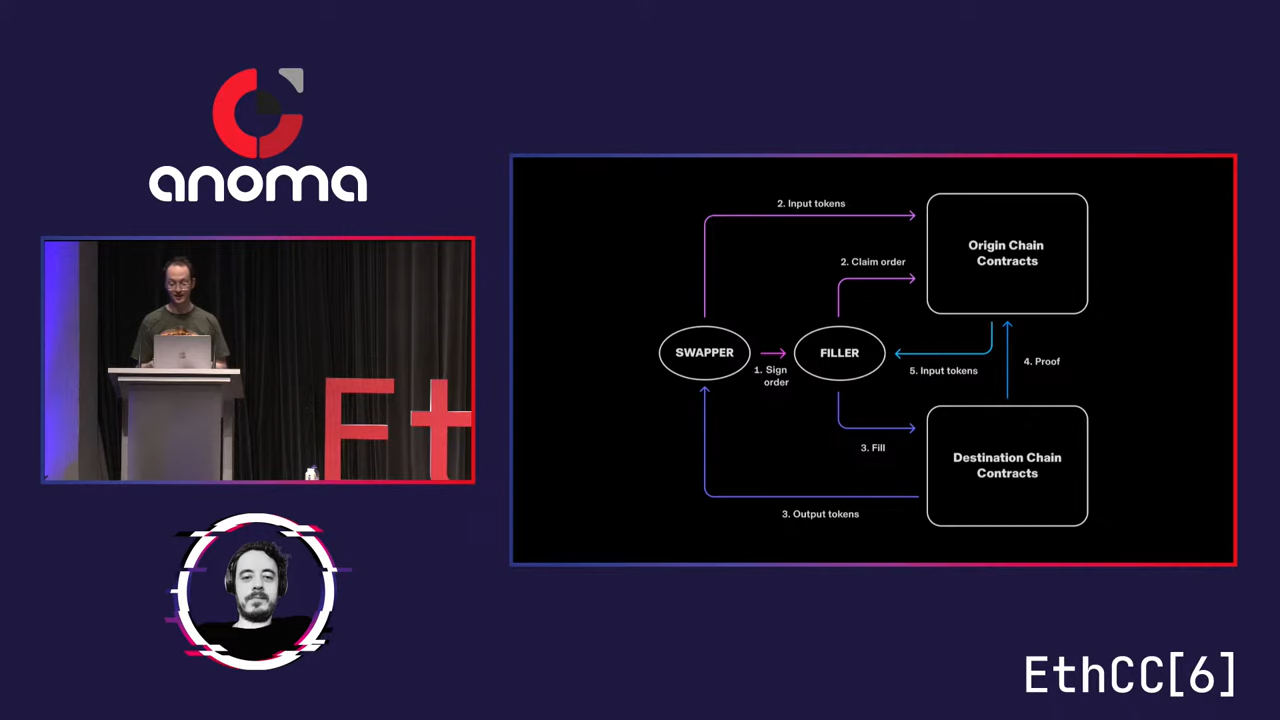 anoma
Et
2. Input tokens
Origin Chain
Contracts
2. Claim order
SWAPPER
FILLER
1. Sign
order
5. Input tokens
4. Proof
3. Fill
Destination Chain
Contracts
3. Output tokens
EthCC[6]